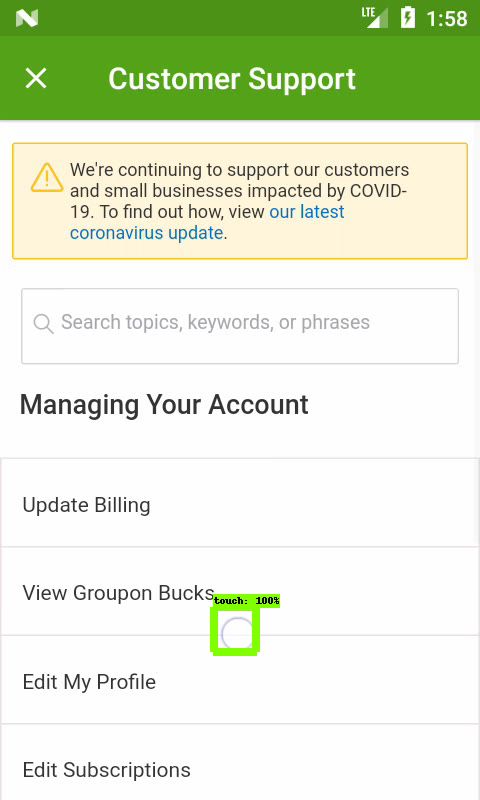 LTE 1:58
Customer Support
We're continuing to support our customers
and small businesses impacted by COVID-
19. To find out how, view our latest
coronavirus update.
Search topics, keywords, or phrases
Managing Your Account
Update Billing
View Groupon Bucks
touch: 100%
Edit My Profile
Edit Subscriptions